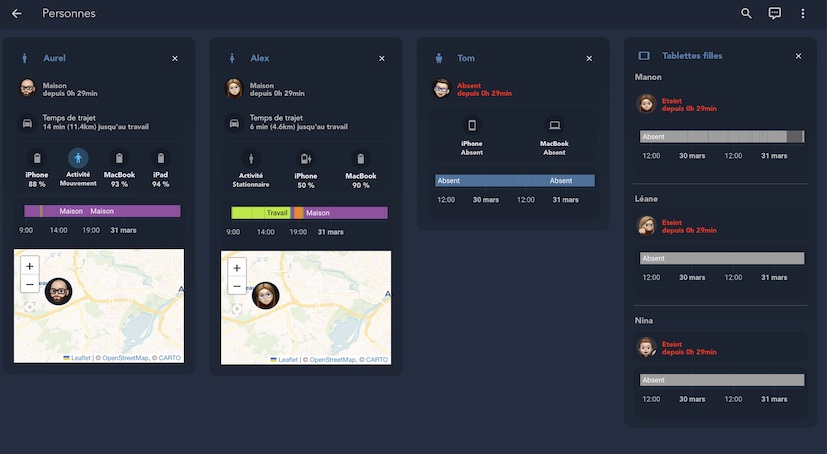 Personnes
Aurel
Maison
depuis 0h 29min
Temps de trajet
14 min (11.4km) jusqu'au travail
iPhone
88 %
Activité
Mouvement
MacBook
93 %
iPad
94 %
Maison Maison
9:00 14:00 19:00 31 mars
+
−
Leaflet | © OpenStreetMap, © CARTO
Alex
Maison
depuis 0h 29min
Temps de trajet
6 min (4.6km) jusqu'au travail
Activité
Stationnaire
iPhone
50 %
MacBook
90 %
Travail Maison
9:00 14:00 19:00 31 mars
+
−
Leaflet | © OpenStreetMap, © CARTO
Tom
Absent
depuis 0h 29min
iPhone
Absent
MacBook
Absent
Absent Absent
12:00 30 mars 12:00 31 mars
Tablettes filles
Manon
Eteint
depuis 0h 29min
Absent
12:00 30 mars 12:00 31 mars
Léane
Eteint
depuis 0h 29min
Absent
12:00 30 mars 12:00 31 mars
Nina
Eteint
depuis 0h 29min
Absent
12:00 30 mars 12:00 31 mars